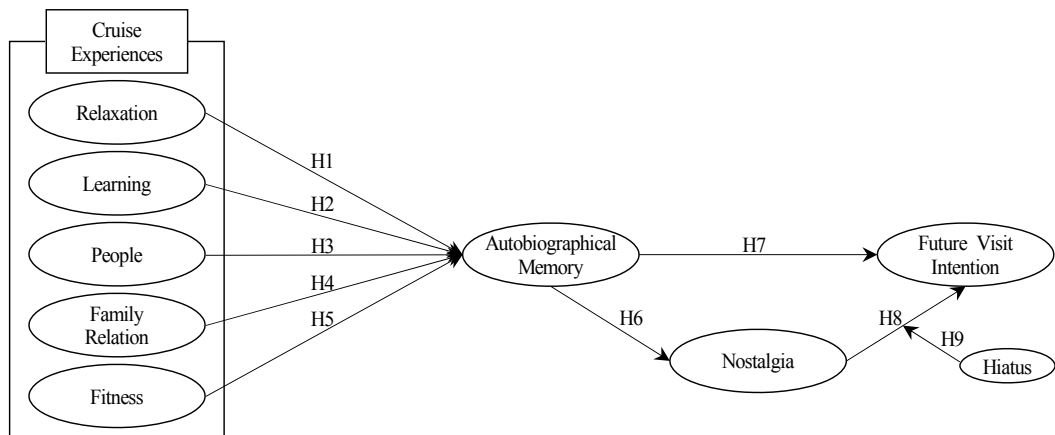 Cruise
Experiences
Relaxation
Learning
People
Family
Relation
Fitness
H1
H2
H3
H4
H5
Autobiographical
Memory
H7
H6
Nostalgia
Future Visit
Intention
H8
H9
Hiatus